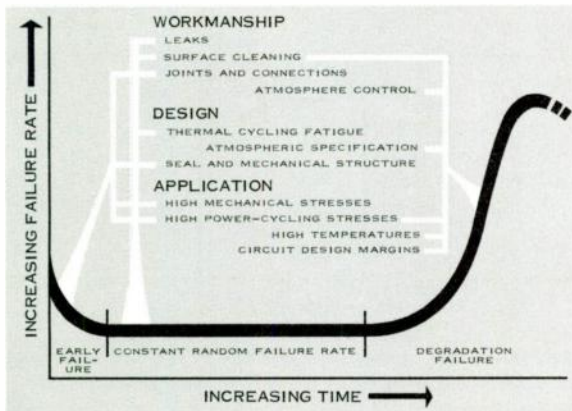 WORKMANSHIP
LEAKS
SURFACE CLEANING
JOINTS AND CONNECTIONS
ATMOSPHERE CONTROL
DESIGN
THERMAL CYCLING FATIGUE
ATMOSPHERIC SPECIFICATION
SEAL AND MECHANICAL STRUCTURE
APPLICATION
HIGH MECHANICAL STRESSES
HIGH POWER-CYCLING STRESSES
HIGH TEMPERATURES
CIRCUIT DESIGN MARGINS
INCREASING FAILURE RATE
EARLY
FAIL-
URE
CONSTANT RANDOM FAILURE RATE
DEGRADATION
FAILURE
INCREASING TIME